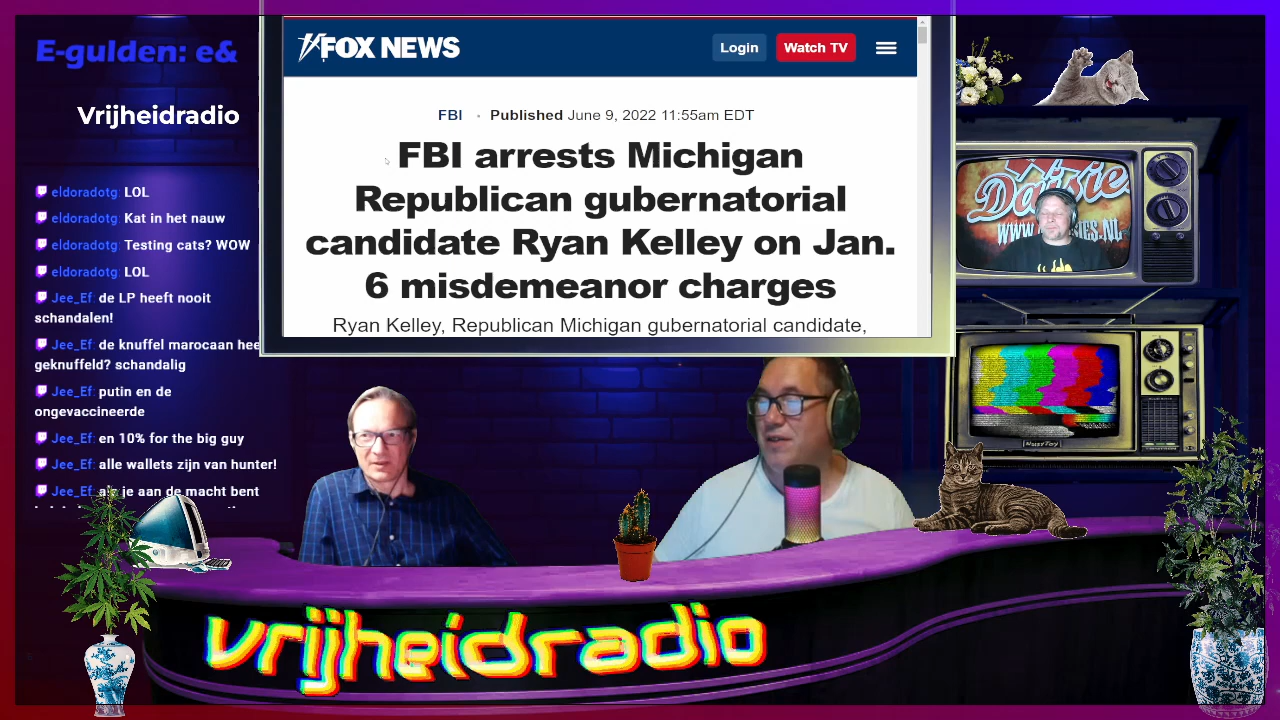 E-gulden: e&
Vrijheidradio
eldoradotg: LOL
eldoradotg: Kat in het nauw
eldoradotg: Testing cats? WOW
eldoradotg: LOL
Jee_Ef: de LP heeft nooit
schandalen!
Jee_Ef: de knuffel marocaan hee
geknuffeld? schandalig
Jee_Ef: putin en de
ongevaccineerde
Jee_Ef: en 10% for the big guy
Jee_Ef: alle wallets zijn van hunter!
Jee_Ef: als je aan de macht bent
FOX NEWS
Login
Watch TV
FBI · Published June 9, 2022 11:55am EDT
FBI arrests Michigan
Republican gubernatorial
candidate Ryan Kelley on Jan.
6 misdemeanor charges
Ryan Kelley, Republican Michigan gubernatorial candidate,
vrijheidradio